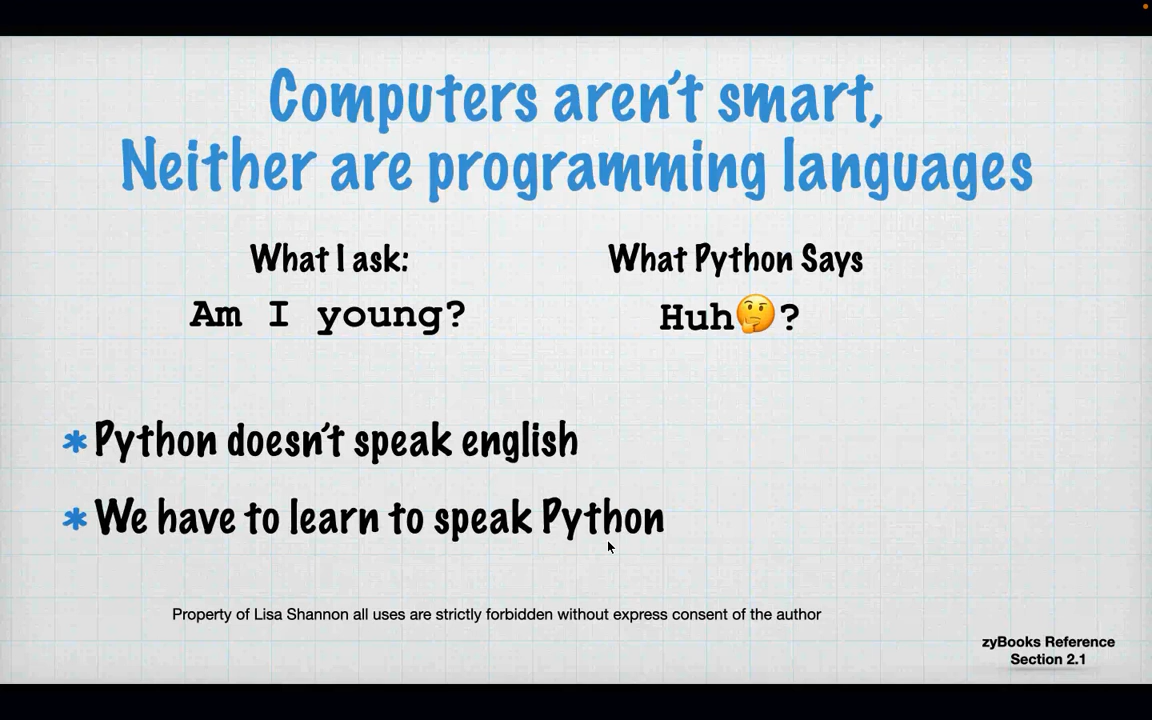 Computers aren't smart,
Neither are programming languages
What I ask:
What Python Says
Am I young?
Huh🤔?
* Python doesn't speak english
* We have to learn to speak Python
Property of Lisa Shannon all uses are strictly forbidden without express consent of the author
zyBooks Reference
Section 2.1